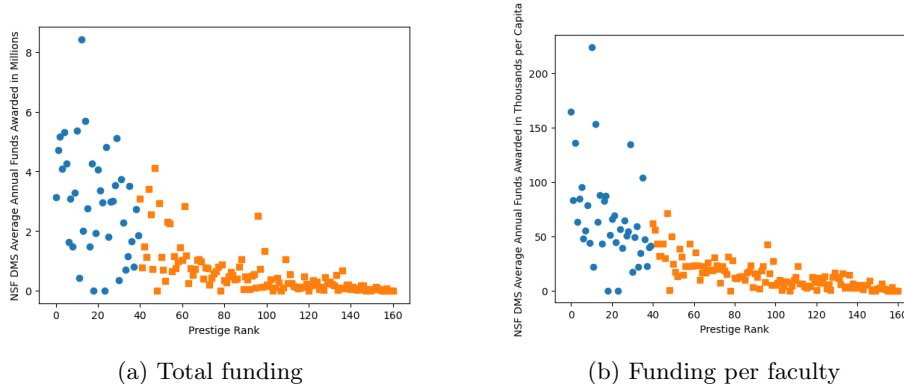 NSF DMS Average Annual Funds Awarded in Millions
8
6
4
2
0
0 20 40 60 80 100 120 140 160
Prestige Rank
(a) Total funding
NSF DMS Average Annual Funds Awarded in Thousands per Capita
200
150
100
50
0
0 20 40 60 80 100 120 140 160
Prestige Rank
(b) Funding per faculty